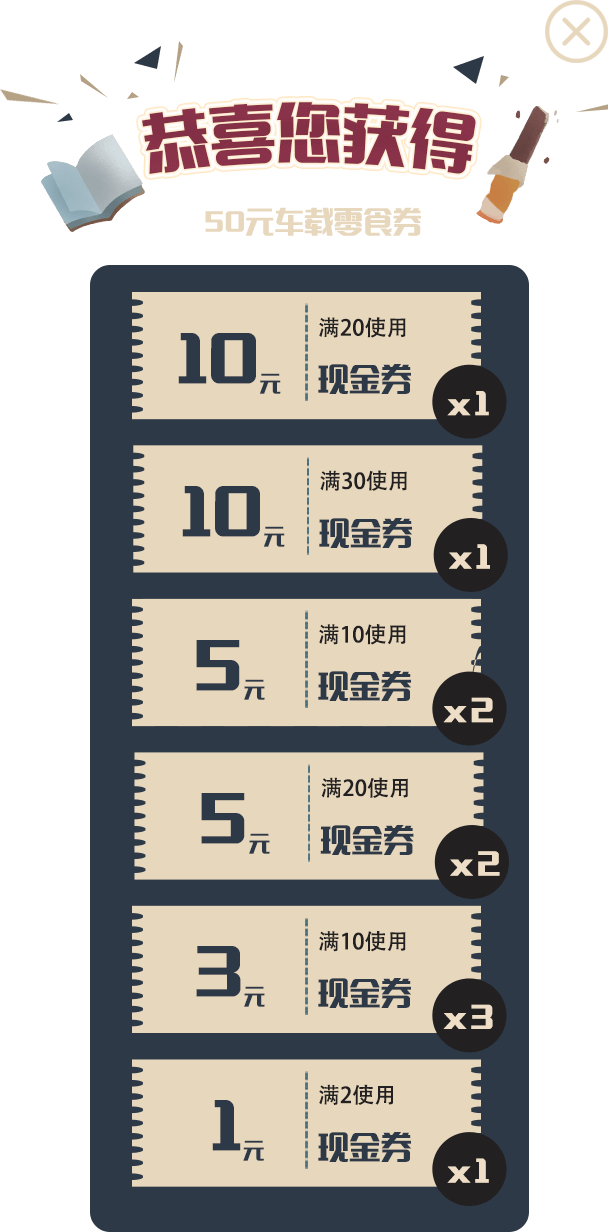 恭喜您获得
50元车载零食券
10元
满20使用
现金券
x1
10元
满30使用
现金券
x1
5元
满10使用
现金券
x2
5元
满20使用
现金券
x2
3元
满10使用
现金券
x3
1元
满2使用
现金券
x1